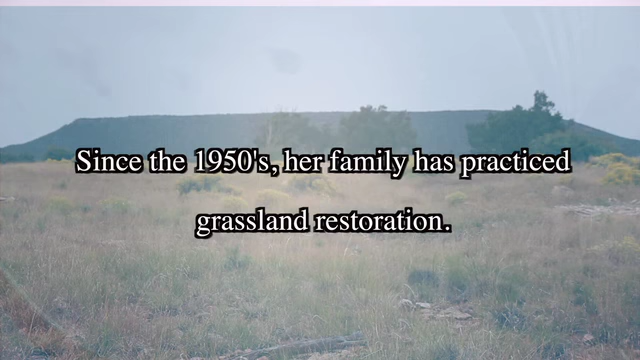 Since the 1950's, her family has practiced
grassland restoration.